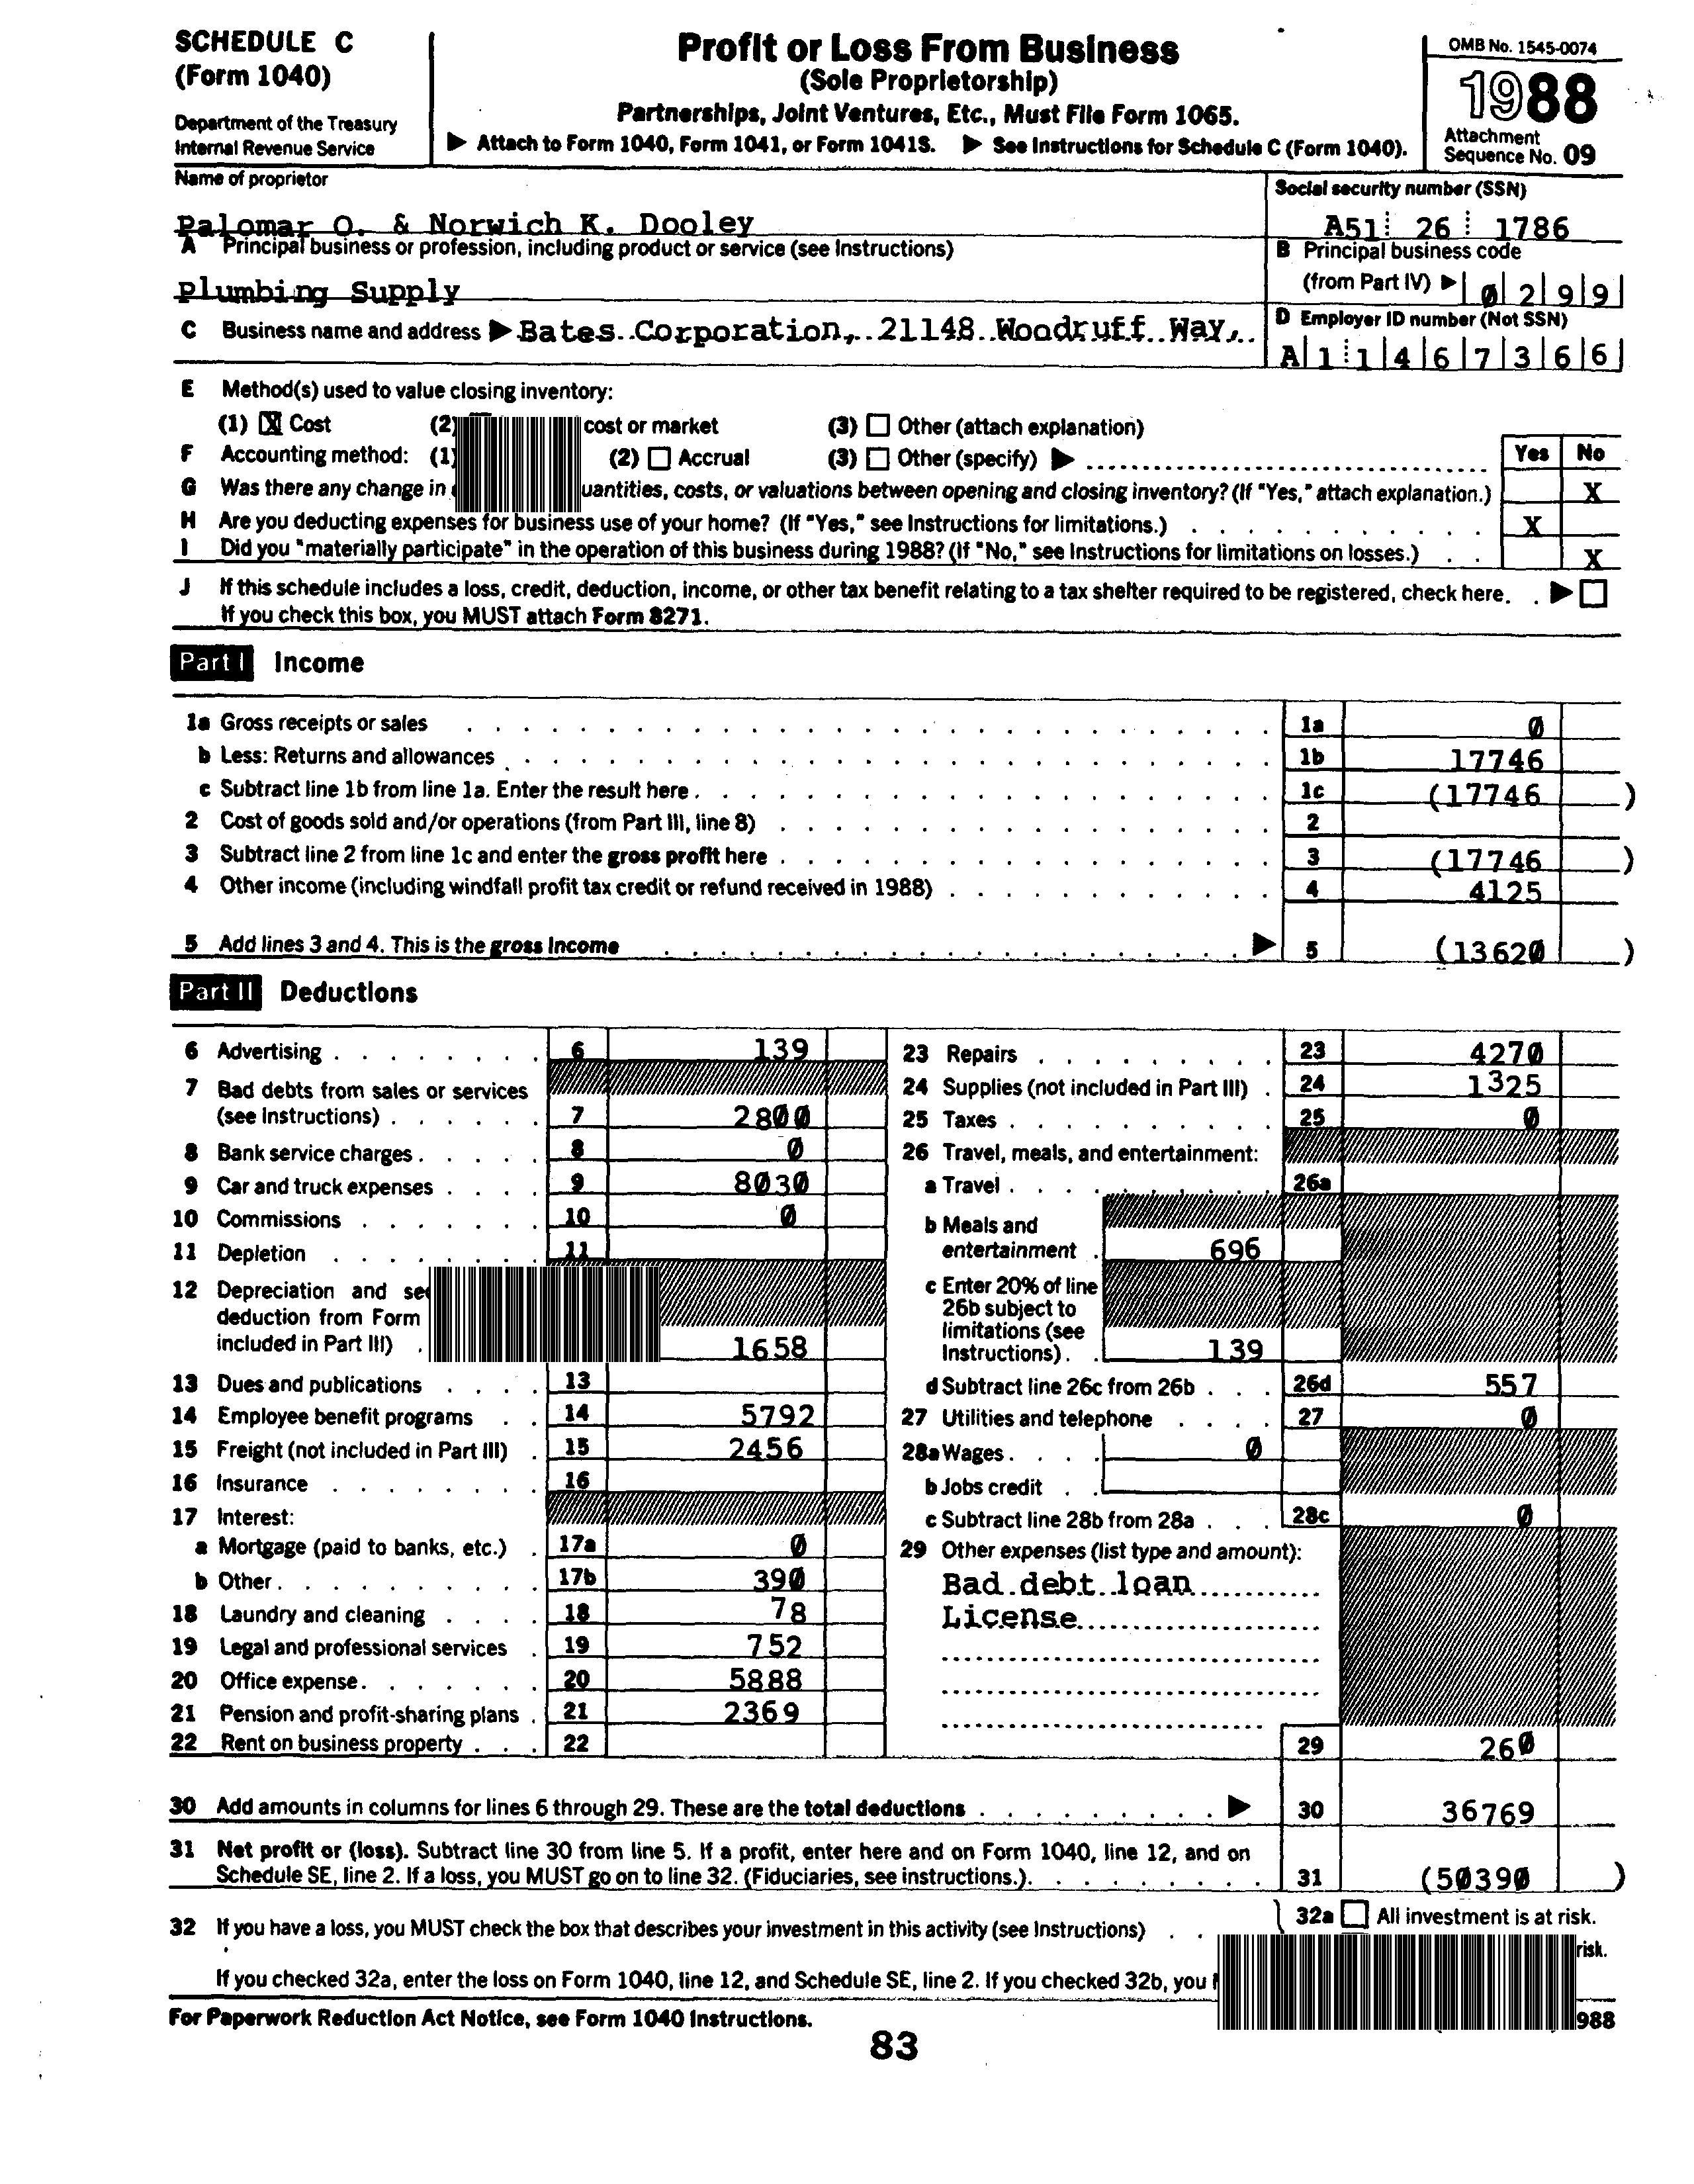 SCHEDULE C
(Form 1040)
Department of the Treasury
Internal Revenue Service
Profit or Loss From Business
(Sole Proprietorship)
Partnerships, Joint Ventures, Etc., Must File Form 1065.
▶ Attach to Form 1040, Form 1041, or Form 1041S. ▶ See Instructions for Schedule C (Form 1040).
OMB No. 1545-0074
1988
Attachment
Sequence No. 09
Name of proprietor
Palomar O. & Norwich K. Dooley
Social security number (SSN)
A51 26 1786
A Principal business or profession, including product or service (see Instructions)
Plumbing Supply
B Principal business code
(from Part IV) ▶ 0299
C Business name and address ▶ Bates Corporation, 21148 Woodruff Way,
D Employer ID number (Not SSN)
A11467366
E Method(s) used to value closing inventory:
(1) [X] Cost (2) cost or market (3) ☐ Other (attach explanation)
F Accounting method: (1) (2) ☐ Accrual (3) ☐ Other (specify) ▶
Yes No
G Was there any change in uantities, costs, or valuations between opening and closing inventory? (If "Yes," attach explanation.) X
H Are you deducting expenses for business use of your home? (If "Yes," see Instructions for limitations.) X
I Did you "materially participate" in the operation of this business during 1988? (If "No," see Instructions for limitations on losses.) X
J If this schedule includes a loss, credit, deduction, income, or other tax benefit relating to a tax shelter required to be registered, check here. ▶ ☐
If you check this box, you MUST attach Form 8271.
Part I Income
1a Gross receipts or sales 1a 0
b Less: Returns and allowances 1b 17746
c Subtract line 1b from line 1a. Enter the result here 1c (17746 )
2 Cost of goods sold and/or operations (from Part III, line 8) 2
3 Subtract line 2 from line 1c and enter the gross profit here 3 (17746 )
4 Other income (including windfall profit tax credit or refund received in 1988) 4 4125
5 Add lines 3 and 4. This is the gross income ▶ 5 (13620 )
Part II Deductions
6 Advertising 6 139
7 Bad debts from sales or services
(see Instructions) 7 2800
8 Bank service charges 8 0
9 Car and truck expenses 9 8030
10 Commissions 10 0
11 Depletion 11
12 Depreciation and se
deduction from Form
included in Part III) 1658
13 Dues and publications 13
14 Employee benefit programs 14 5792
15 Freight (not included in Part III) 15 2456
16 Insurance 16
17 Interest:
a Mortgage (paid to banks, etc.) 17a 0
b Other 17b 390
18 Laundry and cleaning 18 78
19 Legal and professional services 19 752
20 Office expense 20 5888
21 Pension and profit-sharing plans 21 2369
22 Rent on business property 22
23 Repairs 23 4270
24 Supplies (not included in Part III) 24 1325
25 Taxes 25 0
26 Travel, meals, and entertainment:
a Travel 26a
b Meals and
entertainment 696
c Enter 20% of line
26b subject to
limitations (see
Instructions) 139
d Subtract line 26c from 26b 26d 557
27 Utilities and telephone 27 0
28a Wages 0
b Jobs credit
c Subtract line 28b from 28a 28c 0
29 Other expenses (list type and amount):
Bad debt loan
License
29 260
30 Add amounts in columns for lines 6 through 29. These are the total deductions ▶ 30 36769
31 Net profit or (loss). Subtract line 30 from line 5. If a profit, enter here and on Form 1040, line 12, and on
Schedule SE, line 2. If a loss, you MUST go on to line 32. (Fiduciaries, see instructions.) 31 (50390 )
32 If you have a loss, you MUST check the box that describes your investment in this activity (see Instructions) 32a ☐ All investment is at risk.
risk.
If you checked 32a, enter the loss on Form 1040, line 12, and Schedule SE, line 2. If you checked 32b, you
For Paperwork Reduction Act Notice, see Form 1040 Instructions.
988
83